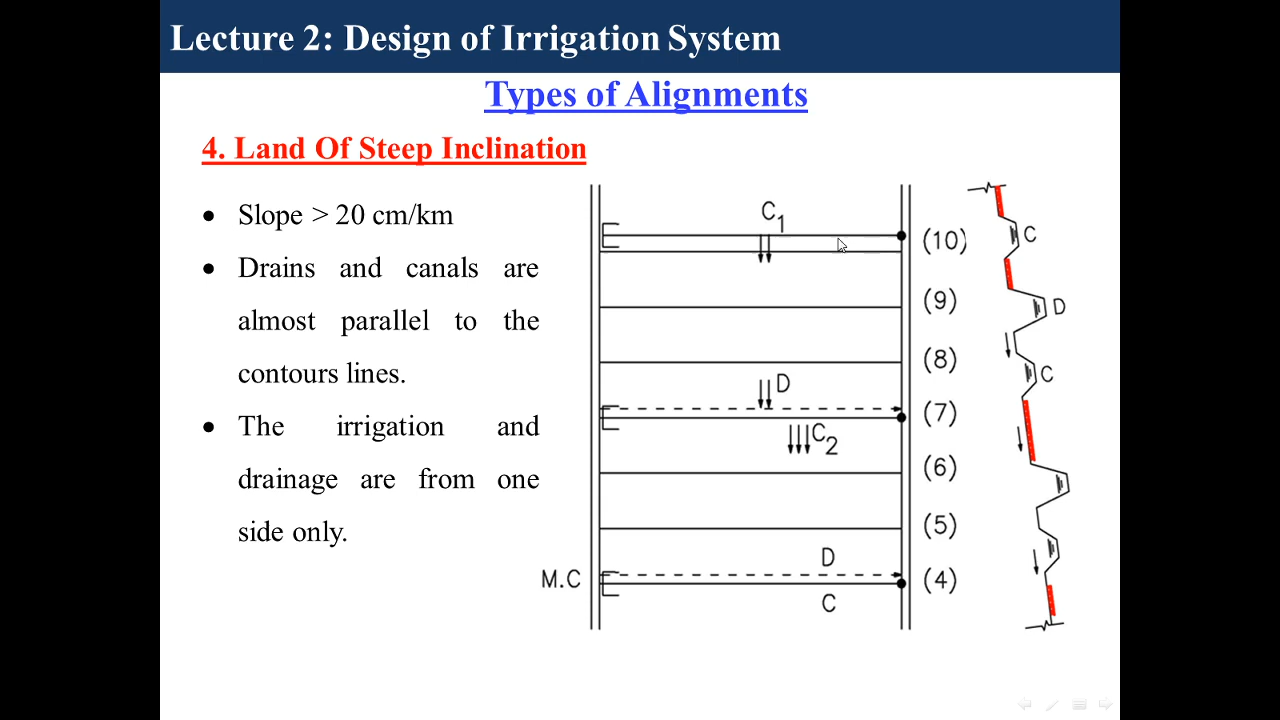 Lecture 2: Design of Irrigation System
Types of Alignments
4. Land Of Steep Inclination
• Slope > 20 cm/km
• Drains and canals are
almost parallel to the
contours lines.
• The irrigation and
drainage are from one
side only.
C1
(10)
(9)
(8)
D
(7)
C2
(6)
(5)
D
M.C
(4)
C
C
D
C